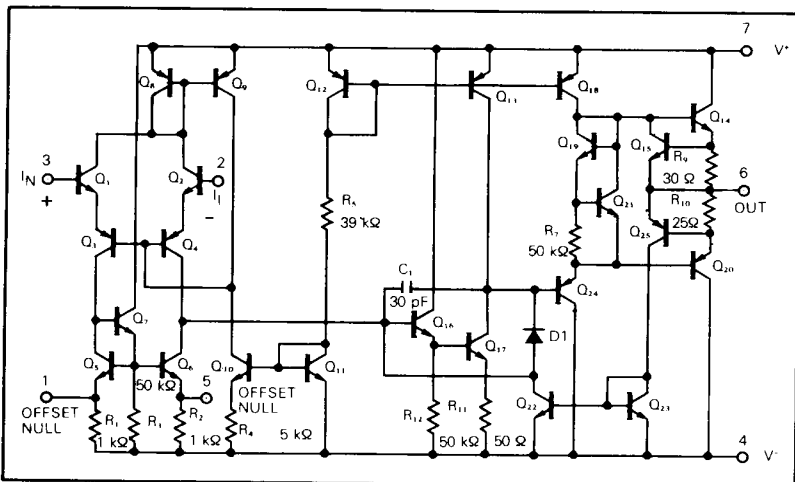 7
V+
Q8
Q9
Q12
Q13
Q18
Q14
3
IN
+
Q1
Q2
2
II
−
Q19
Q15
R9
30 Ω
6
OUT
R5
39 kΩ
Q21
R10
25Ω
Q3
Q4
R7
50 kΩ
Q25
Q20
C1
30 pF
Q24
Q7
Q16
Q17
D1
Q5
Q6
50 kΩ
Q10
Q11
1
OFFSET
NULL
5
OFFSET
NULL
Q22
Q23
R1
1 kΩ
R3
R2
1 kΩ
R4
5 kΩ
R12
50 kΩ
R11
50 Ω
4
V-